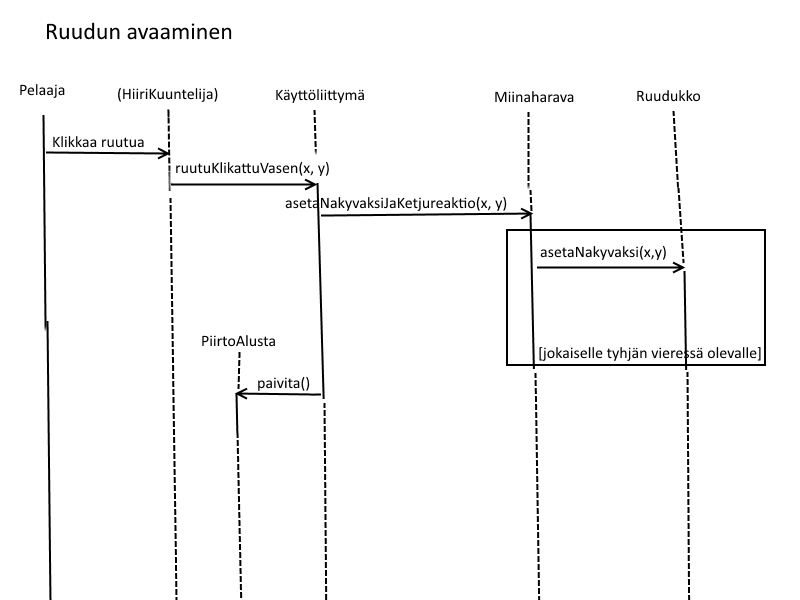 Ruudun avaaminen
Pelaaja
(HiiriKuuntelija)
Käyttöliittymä
Miinaharava
Ruudukko
Klikkaa ruutua
ruutuKlikattuVasen(x, y)
asetaNakyvaksiJaKetjureaktio(x, y)
asetaNakyvaksi(x,y)
[jokaiselle tyhjän vieressä olevalle]
PiirtoAlusta
paivita()